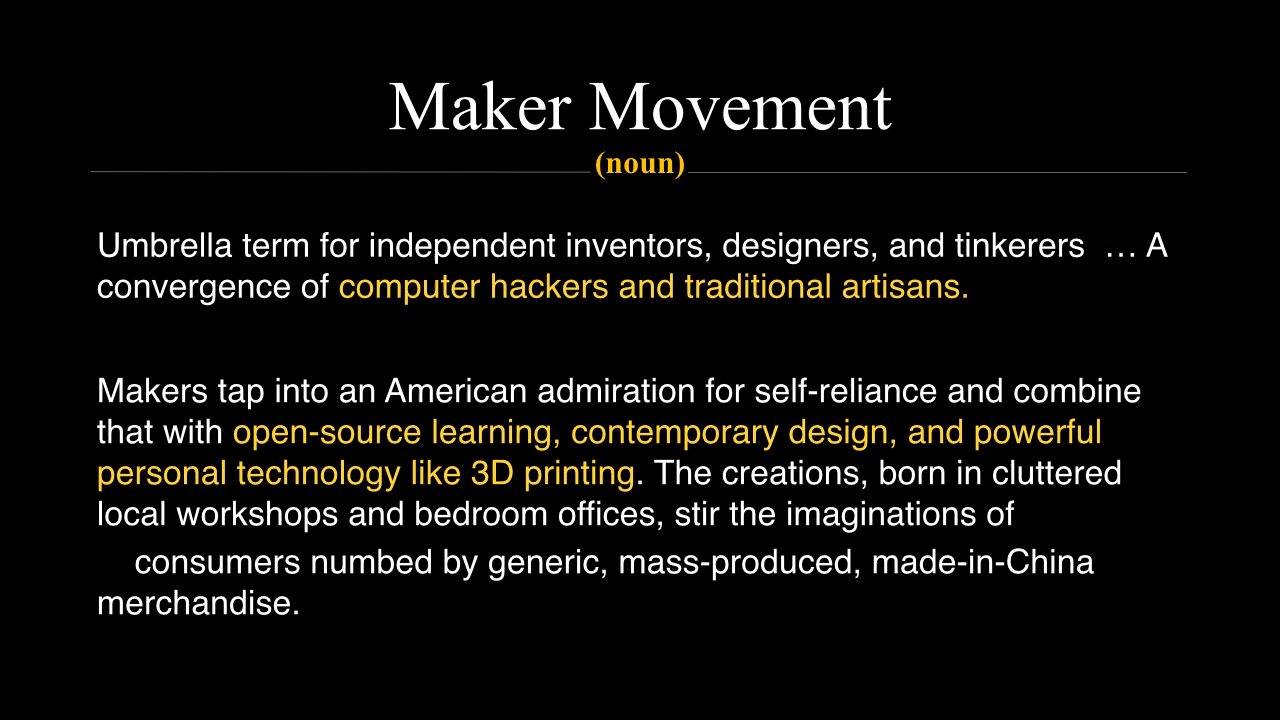 Maker Movement
(noun)
Umbrella term for independent inventors, designers, and tinkerers … A
convergence of computer hackers and traditional artisans.
Makers tap into an American admiration for self-reliance and combine
that with open-source learning, contemporary design, and powerful
personal technology like 3D printing. The creations, born in cluttered
local workshops and bedroom offices, stir the imaginations of
consumers numbed by generic, mass-produced, made-in-China
merchandise.